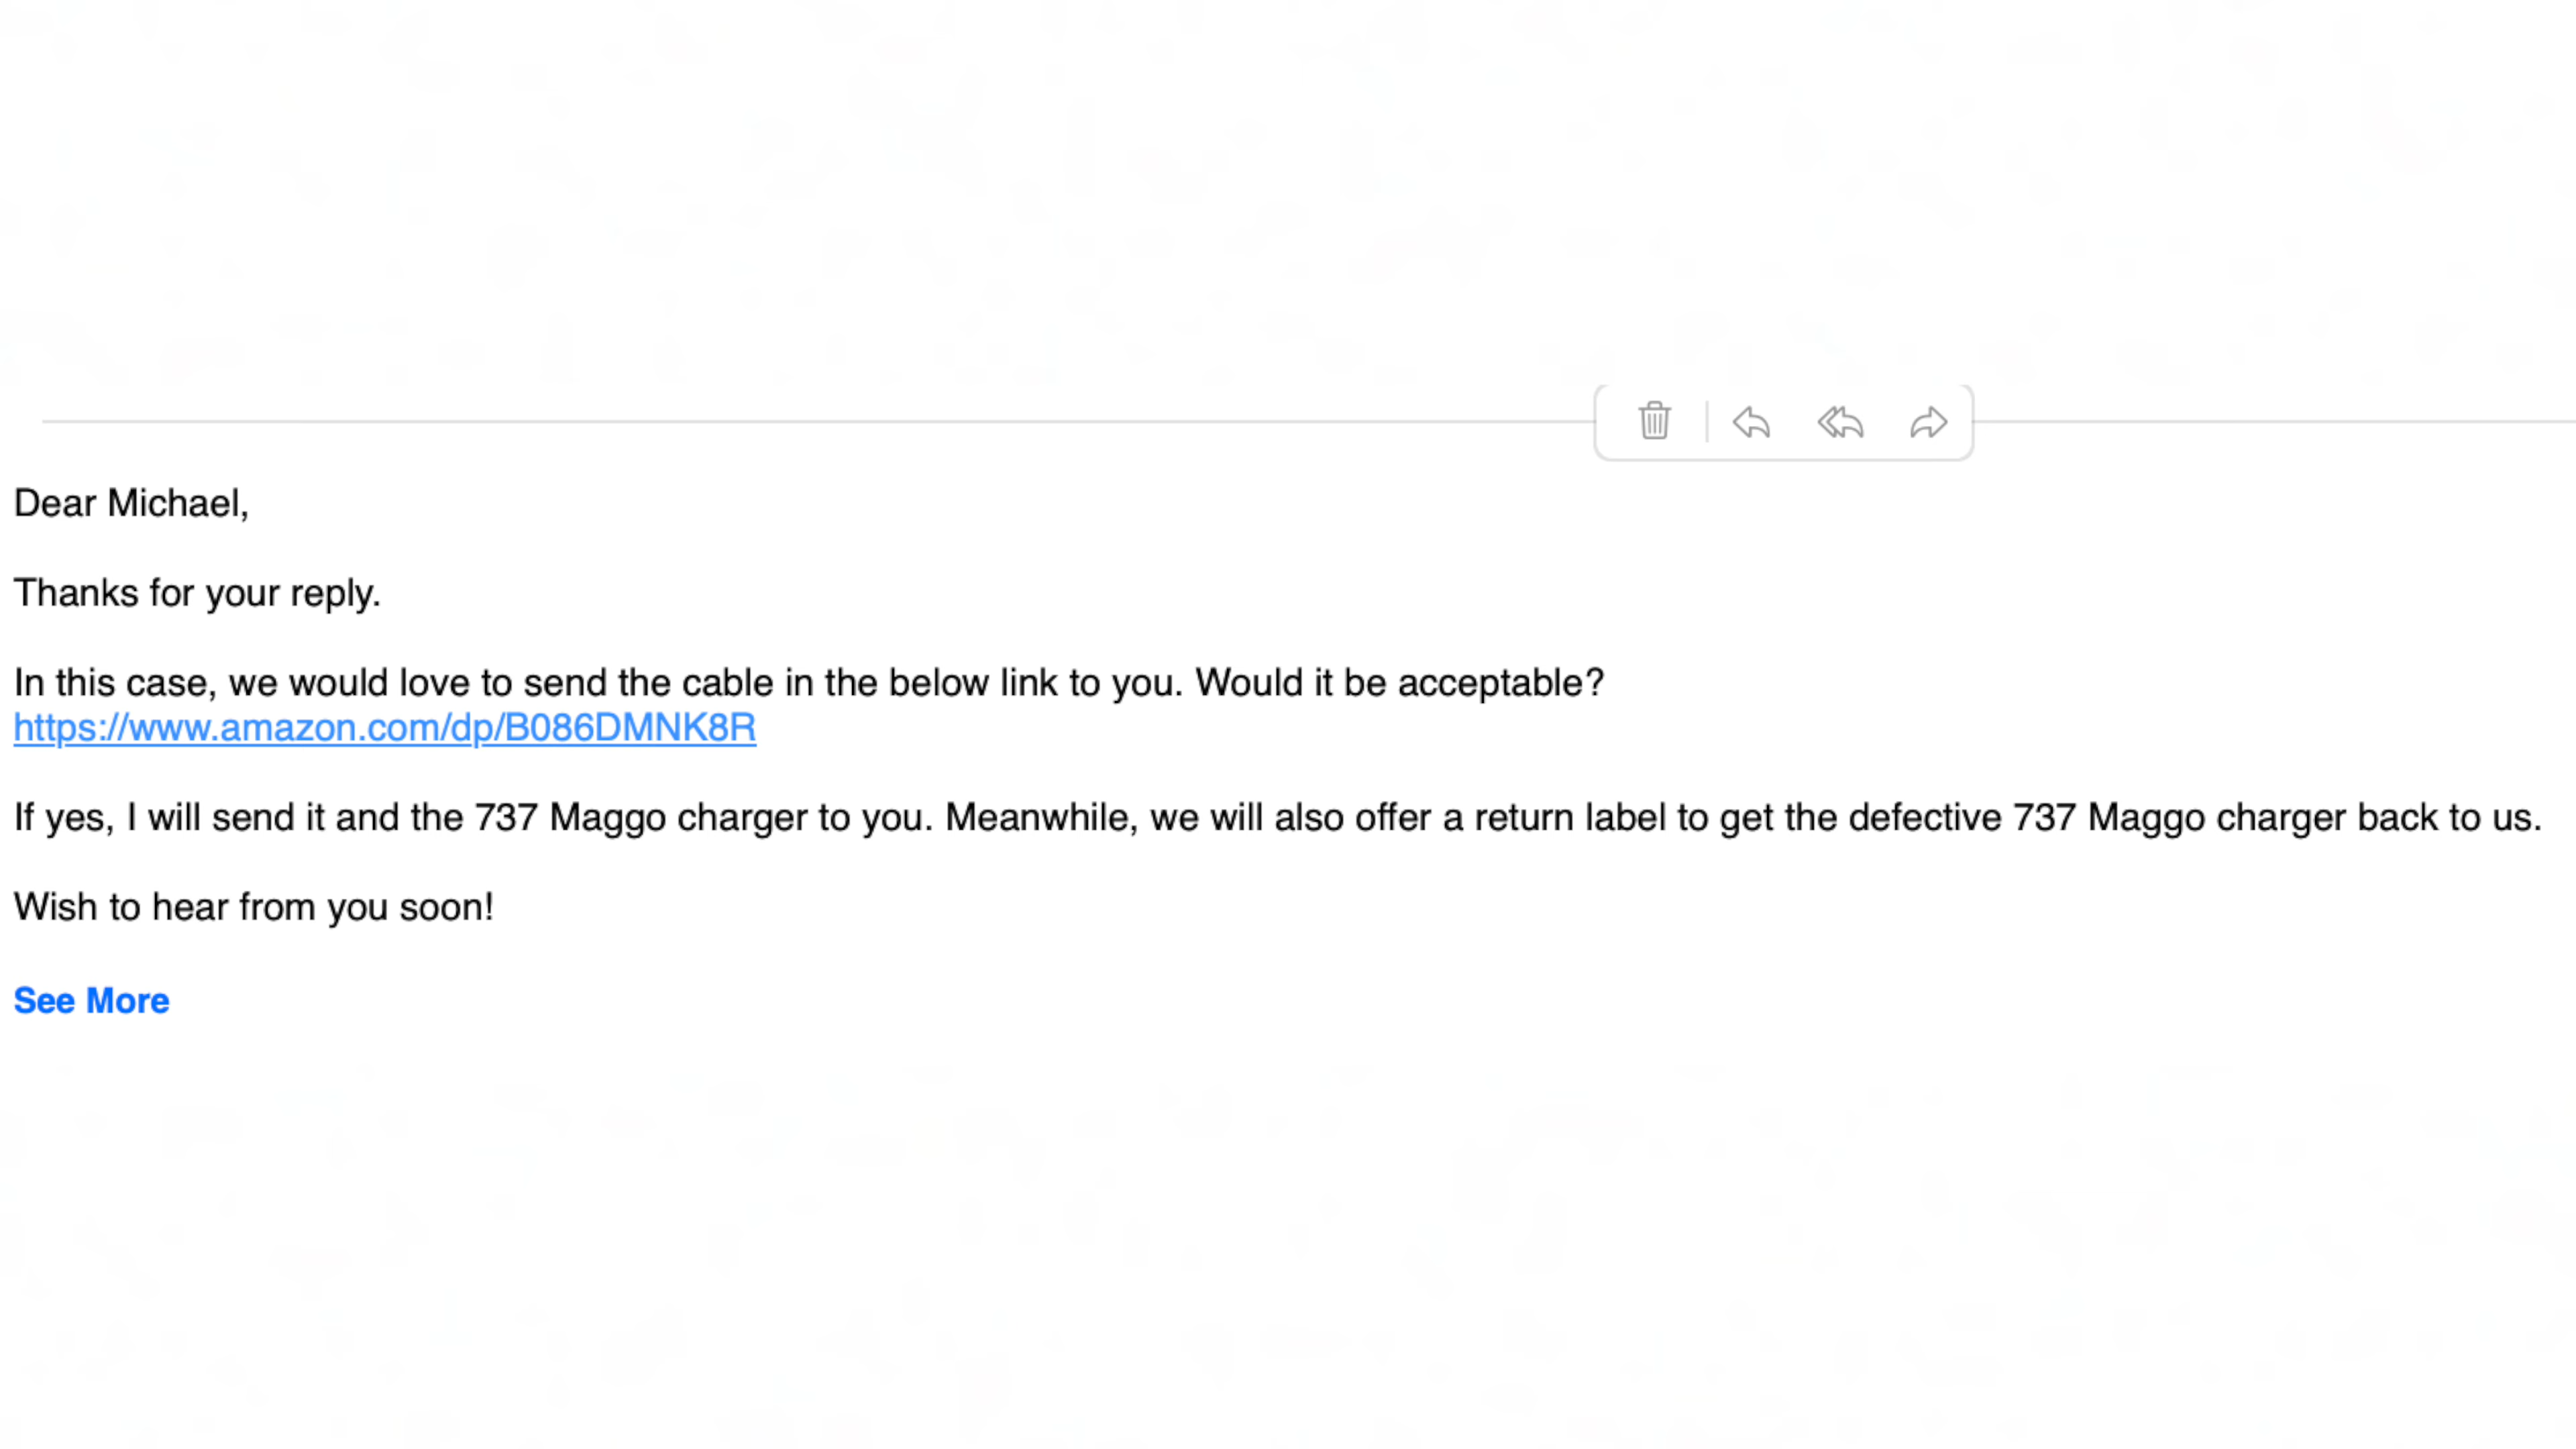 Dear Michael,
Thanks for your reply.
In this case, we would love to send the cable in the below link to you. Would it be acceptable?
https://www.amazon.com/dp/B086DMNK8R
If yes, I will send it and the 737 Maggo charger to you. Meanwhile, we will also offer a return label to get the defective 737 Maggo charger back to us.
Wish to hear from you soon!
See More